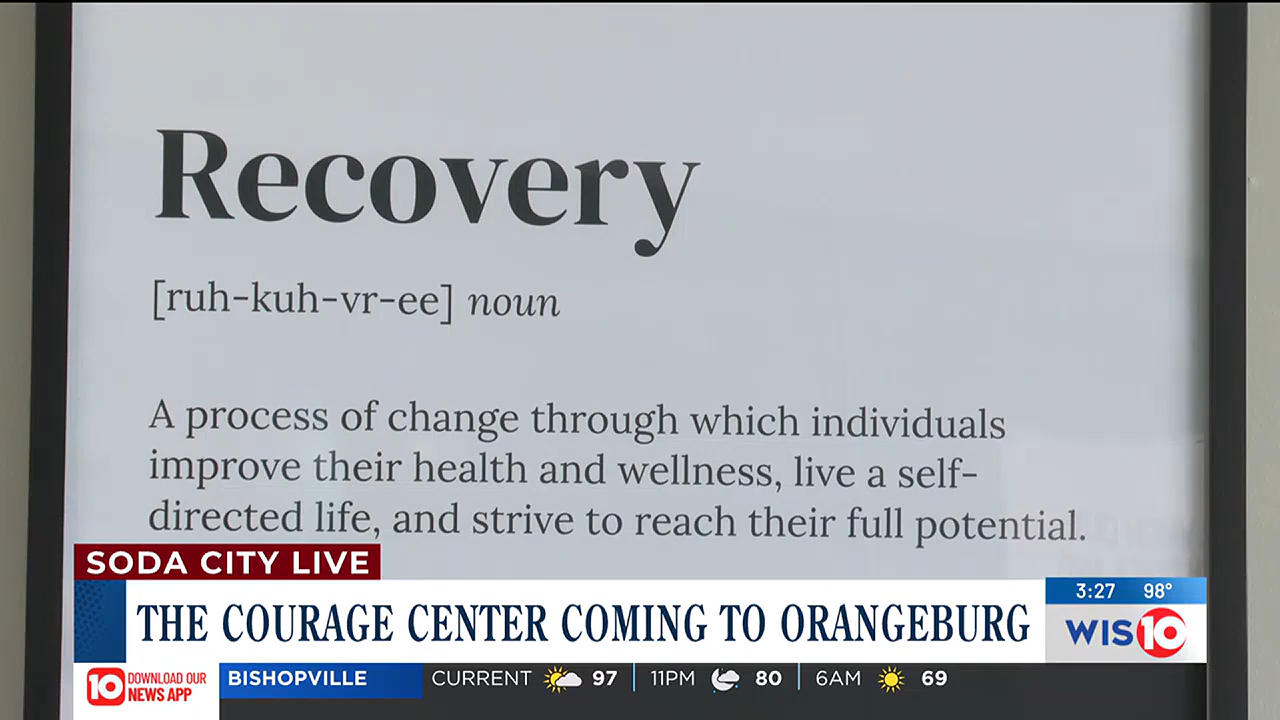 Recovery
[ruh-kuh-vr-ee] noun
A process of change through which individuals
improve their health and wellness, live a self-
directed life, and strive to reach their full potential.
SODA CITY LIVE
THE COURAGE CENTER COMING TO ORANGEBURG
3:27 98°
WIS10
10 DOWNLOAD OUR
NEWS APP
BISHOPVILLE CURRENT 97 11PM 80 6AM 69